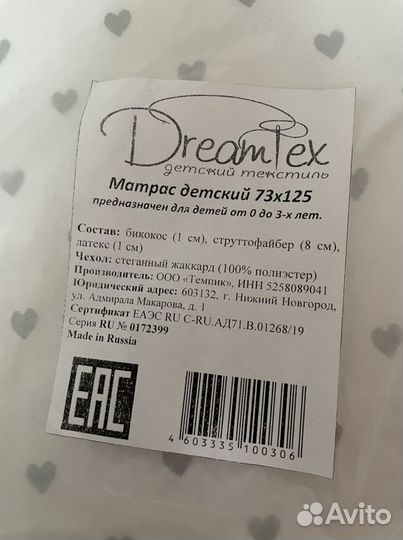 DreamTex
детский текстиль
Матрас детский 73х125
предназначен для детей от 0 до 3-х лет.
Состав: бикокос (1 см), струттофайбер (8 см),
латекс (1 см)
Чехол: стеганный жаккард (100% полиэстер)
Производитель: ООО «Темпик», ИНН 5258089041
Юридический адрес: 603132, г. Нижний Новгород,
ул. Адмирала Макарова, д. 1
Сертификат ЕАЭС RU С-RU.АД71.В.01268/19
Серия RU № 0172399
Made in Russia
EAC
4 603335 100306
Avito